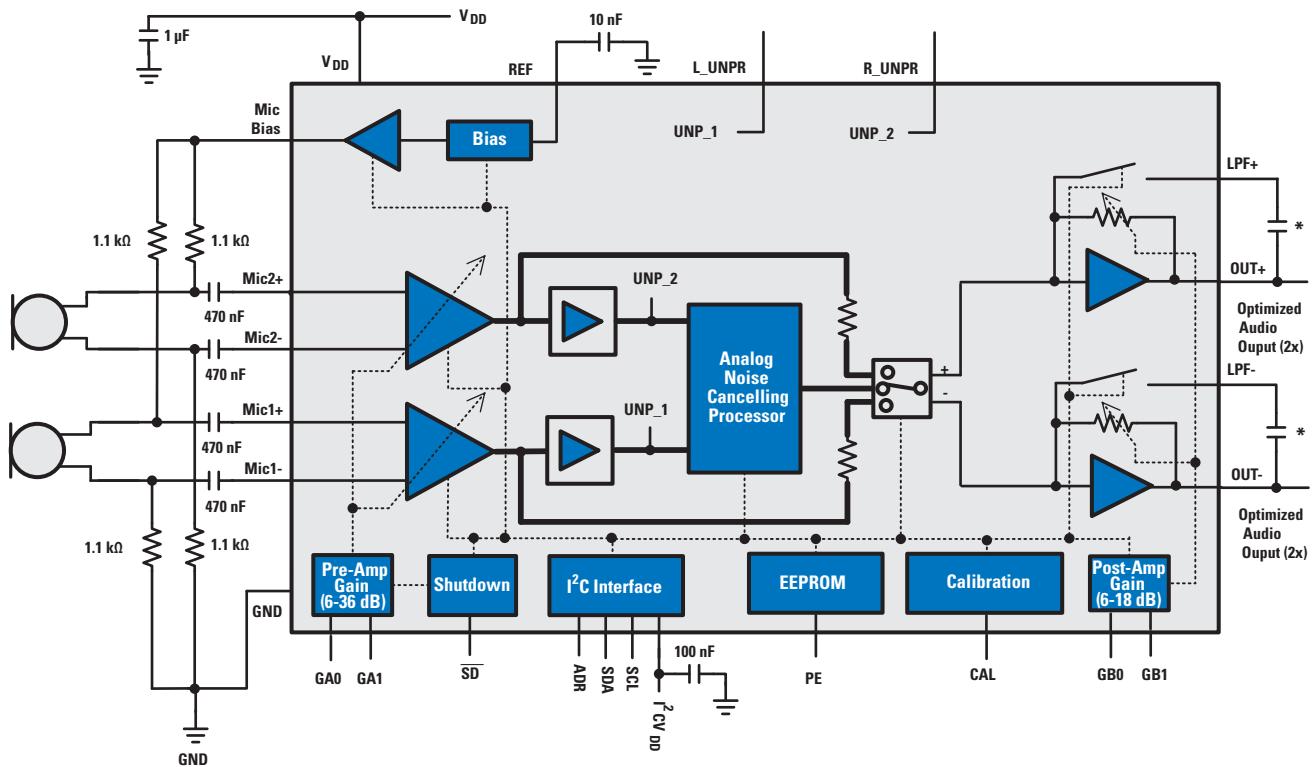 V DD
1 µF
10 nF
V DD
REF
L_UNPR
R_UNPR
Mic
Bias
Bias
UNP_1
UNP_2
LPF+
*
1.1 kΩ
1.1 kΩ
Mic2+
UNP_2
OUT+
470 nF
Optimized
Audio
Ouput (2x)
Mic2-
470 nF
Analog
Noise
Cancelling
Processor
+
-
LPF-
Mic1+
UNP_1
470 nF
*
Mic1-
470 nF
OUT-
Optimized
Audio
Ouput (2x)
1.1 kΩ
1.1 kΩ
Pre-Amp
Gain
(6-36 dB)
Shutdown
I²C Interface
EEPROM
Calibration
Post-Amp
Gain
(6-18 dB)
GND
GA0
GA1
SD
ADR
SDA
SCL
I²CV DD
100 nF
PE
CAL
GB0
GB1
GND